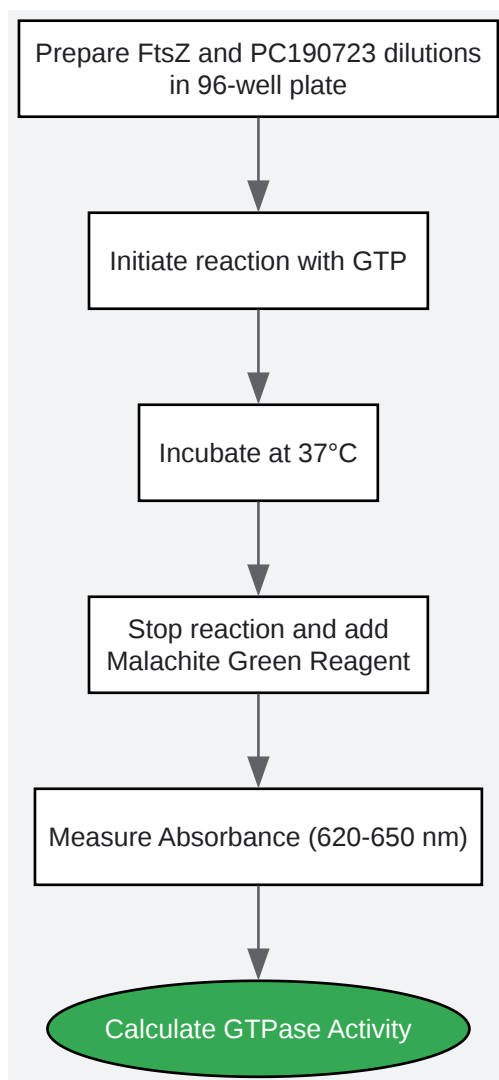 Prepare FtsZ and PC190723 dilutions
in 96-well plate
Initiate reaction with GTP
Incubate at 37°C
Stop reaction and add
Malachite Green Reagent
Measure Absorbance (620-650 nm)
Calculate GTPase Activity